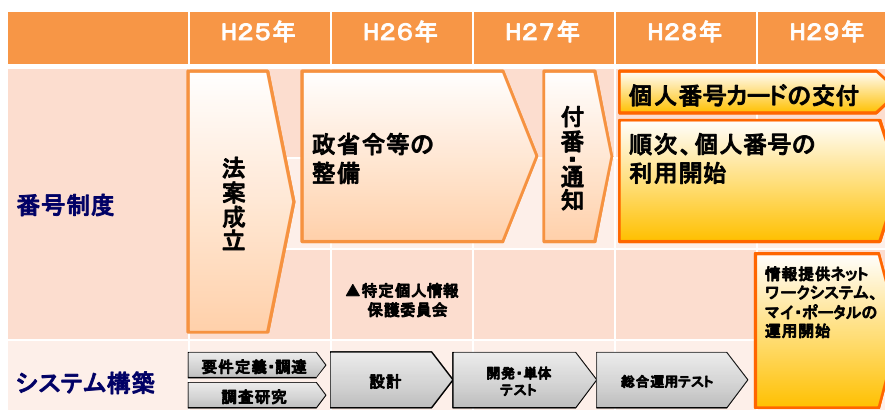 H25年 H26年 H27年 H28年 H29年
番号制度
法案成立
政省令等の
整備
付番・通知
個人番号カードの交付
順次、個人番号の
利用開始
▲特定個人情報
保護委員会
情報提供ネット
ワークシステム、
マイ・ポータルの
運用開始
システム構築
要件定義・調達
調査研究
設計
開発・単体
テスト
総合運用テスト